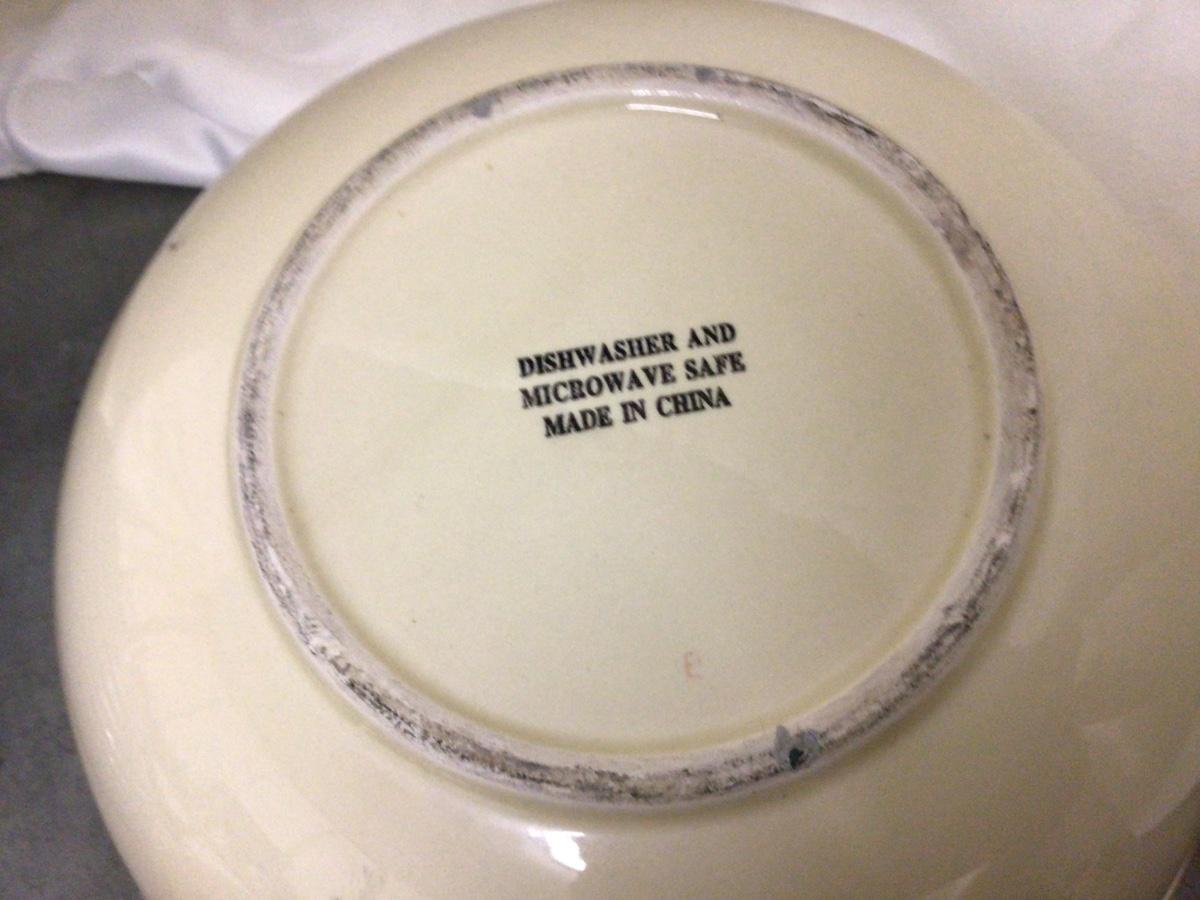 DISHWASHER AND
MICROWAVE SAFE
MADE IN CHINA
E